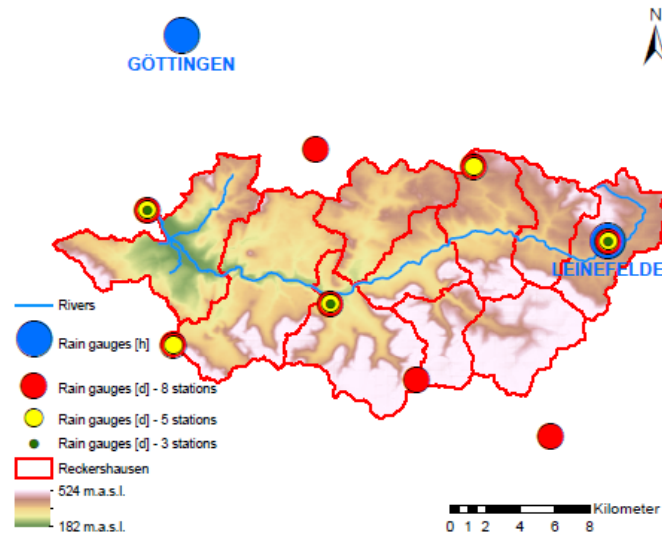 N
GÖTTINGEN
LEINEFELDE
Rivers
Rain gauges [h]
Rain gauges [d] - 8 stations
Rain gauges [d] - 5 stations
Rain gauges [d] - 3 stations
Reckershausen
524 m.a.s.l.
182 m.a.s.l.
Kilometer
0 1 2 4 6 8